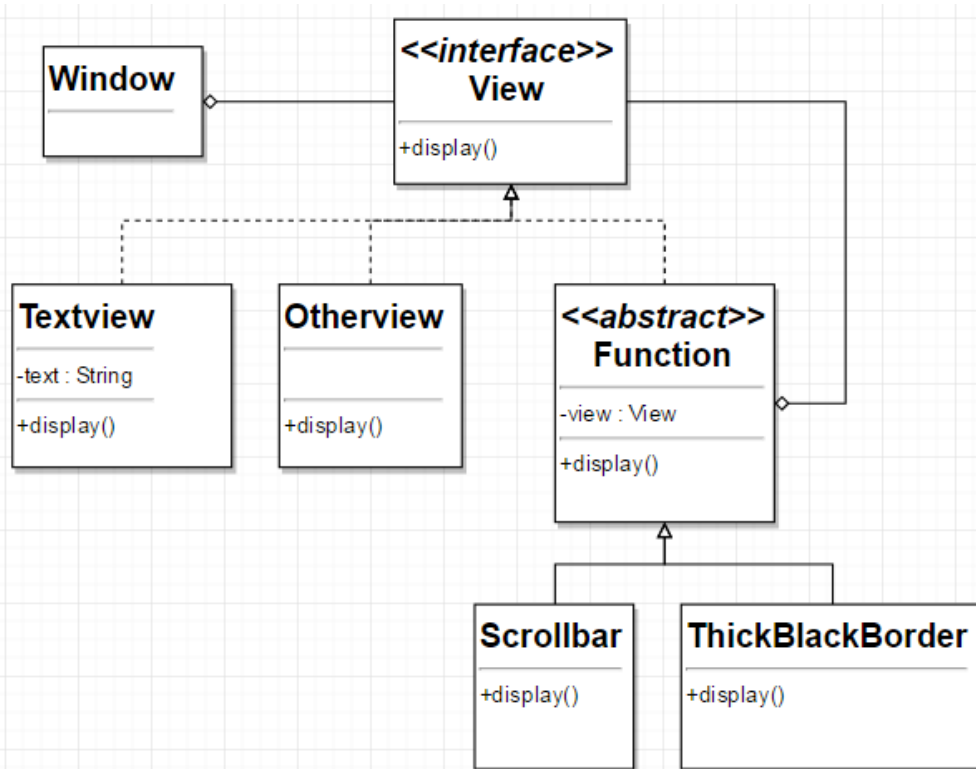 Window
<<interface>>
View
+display()
Textview
-text : String
+display()
Otherview
+display()
<<abstract>>
Function
-view : View
+display()
Scrollbar
+display()
ThickBlackBorder
+display()